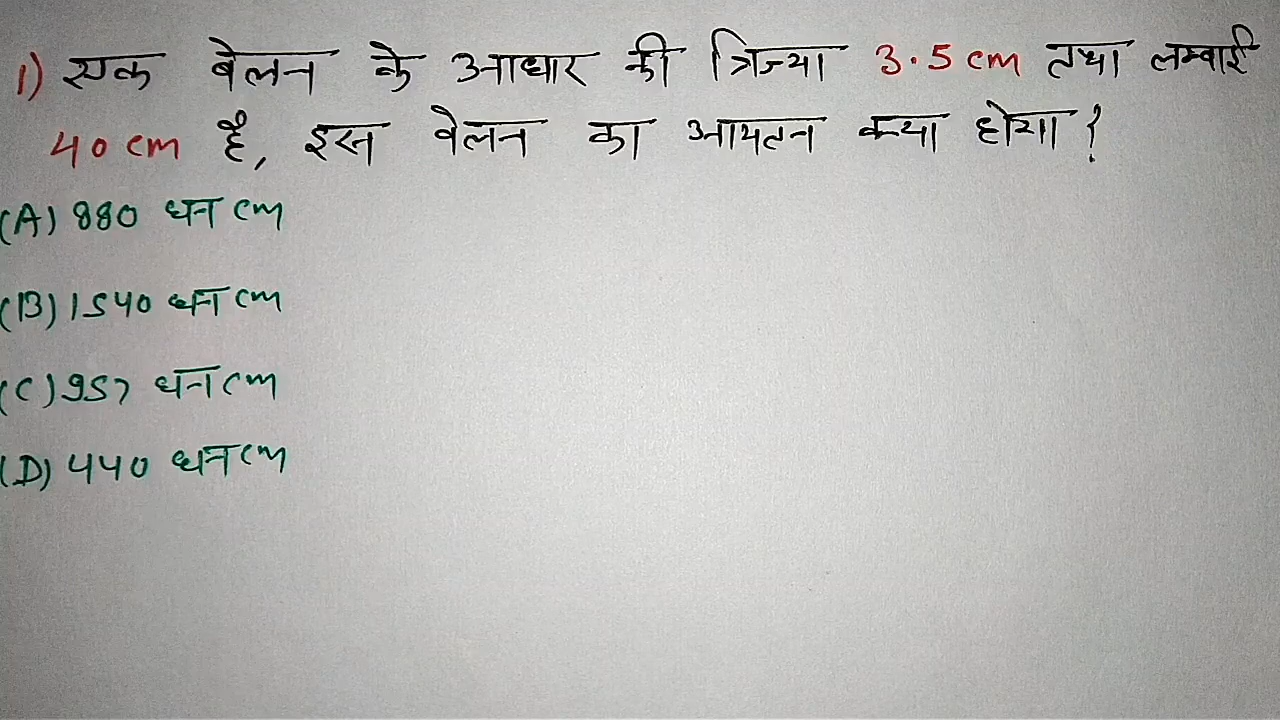 1) एक बेलन के आधार की त्रिज्या 3.5 cm तथा लम्बाई
40 cm है, इस बेलन का आयतन क्या होगा ?
(A) 880 घन cm
(B) 1540 घन cm
(C) 957 घन cm
(D) 440 घन cm